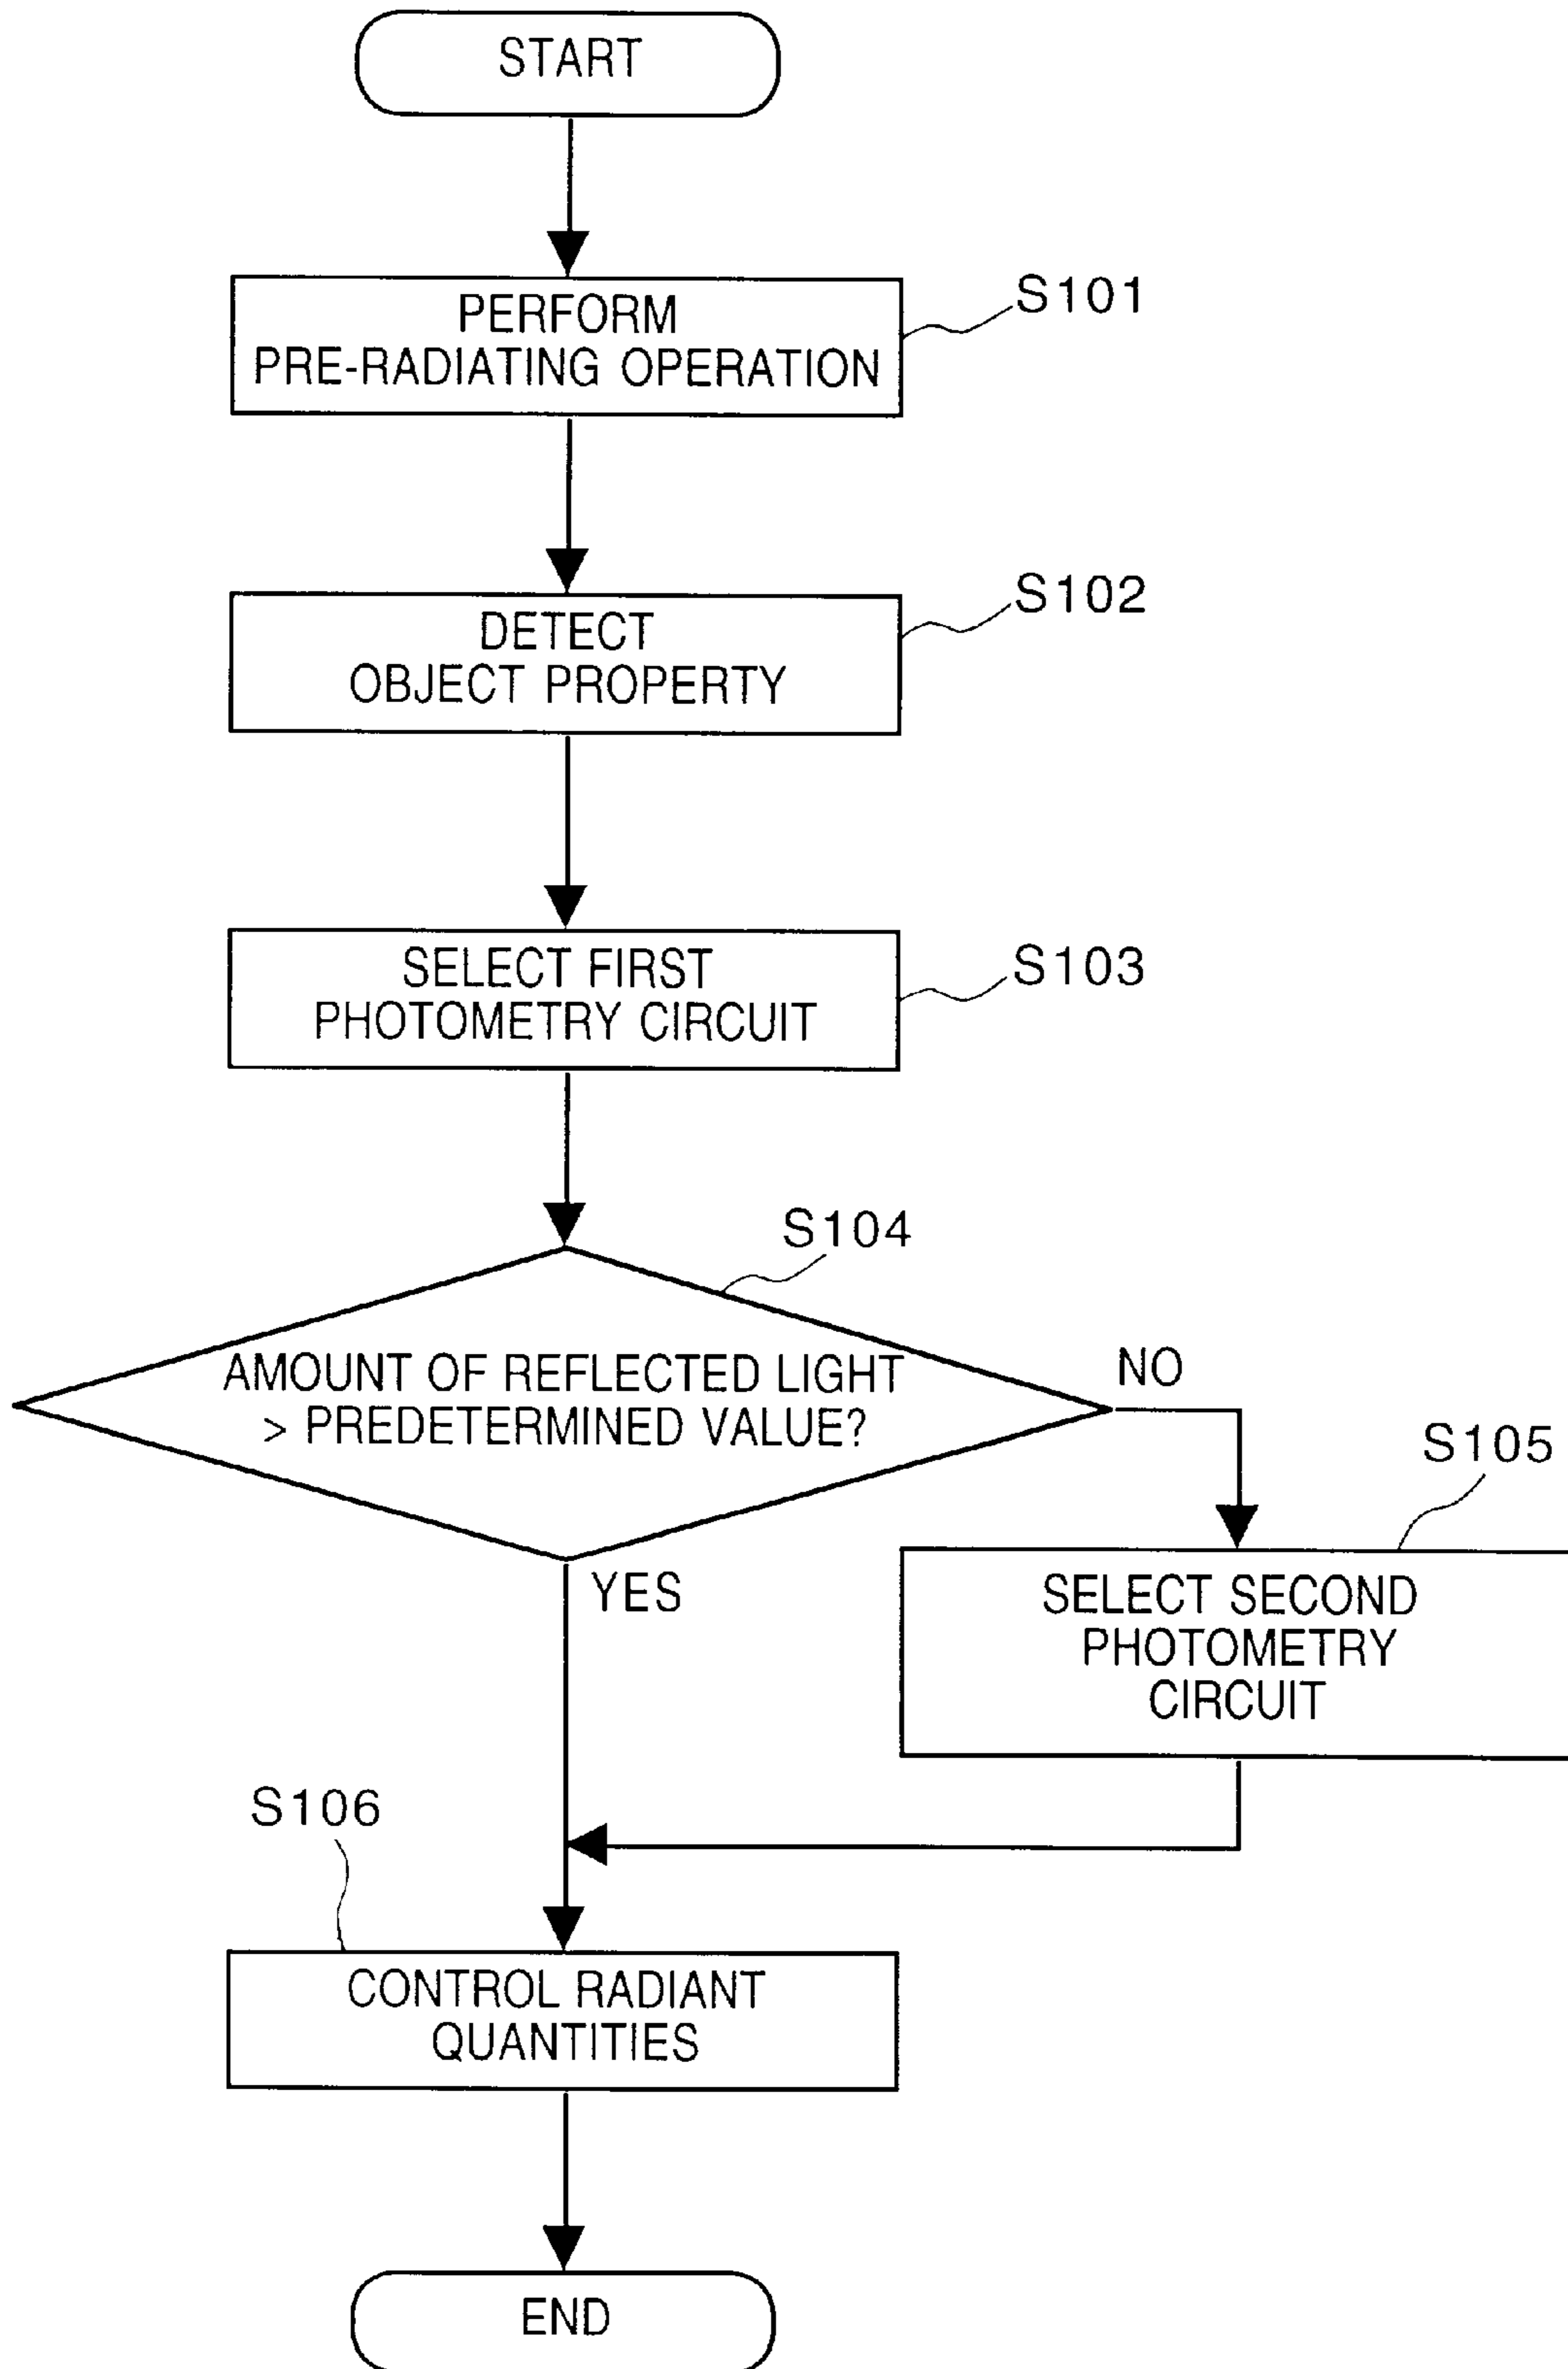 START
S101
PERFORM
PRE-RADIATING OPERATION
S102
DETECT
OBJECT PROPERTY
S103
SELECT FIRST
PHOTOMETRY CIRCUIT
S104
AMOUNT OF REFLECTED LIGHT
> PREDETERMINED VALUE?
NO
YES
S105
SELECT SECOND
PHOTOMETRY
CIRCUIT
S106
CONTROL RADIANT
QUANTITIES
END